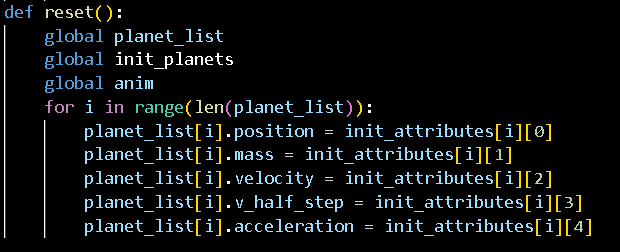 def reset():
    global planet_list
    global init_planets
    global anim
    for i in range(len(planet_list)):
        planet_list[i].position = init_attributes[i][0]
        planet_list[i].mass = init_attributes[i][1]
        planet_list[i].velocity = init_attributes[i][2]
        planet_list[i].v_half_step = init_attributes[i][3]
        planet_list[i].acceleration = init_attributes[i][4]